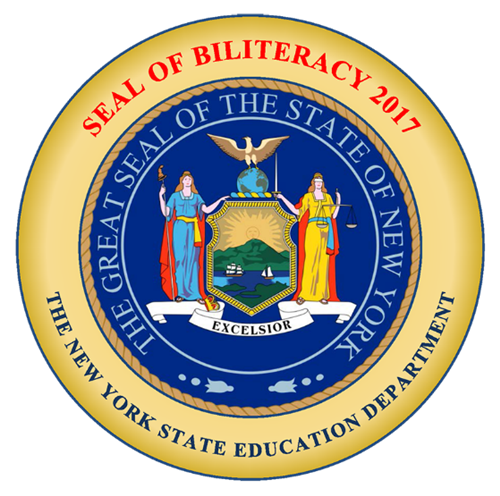 SEAL OF BILITERACY 2017
THE GREAT SEAL OF THE STATE OF NEW YORK
EXCELSIOR
THE NEW YORK STATE EDUCATION DEPARTMENT